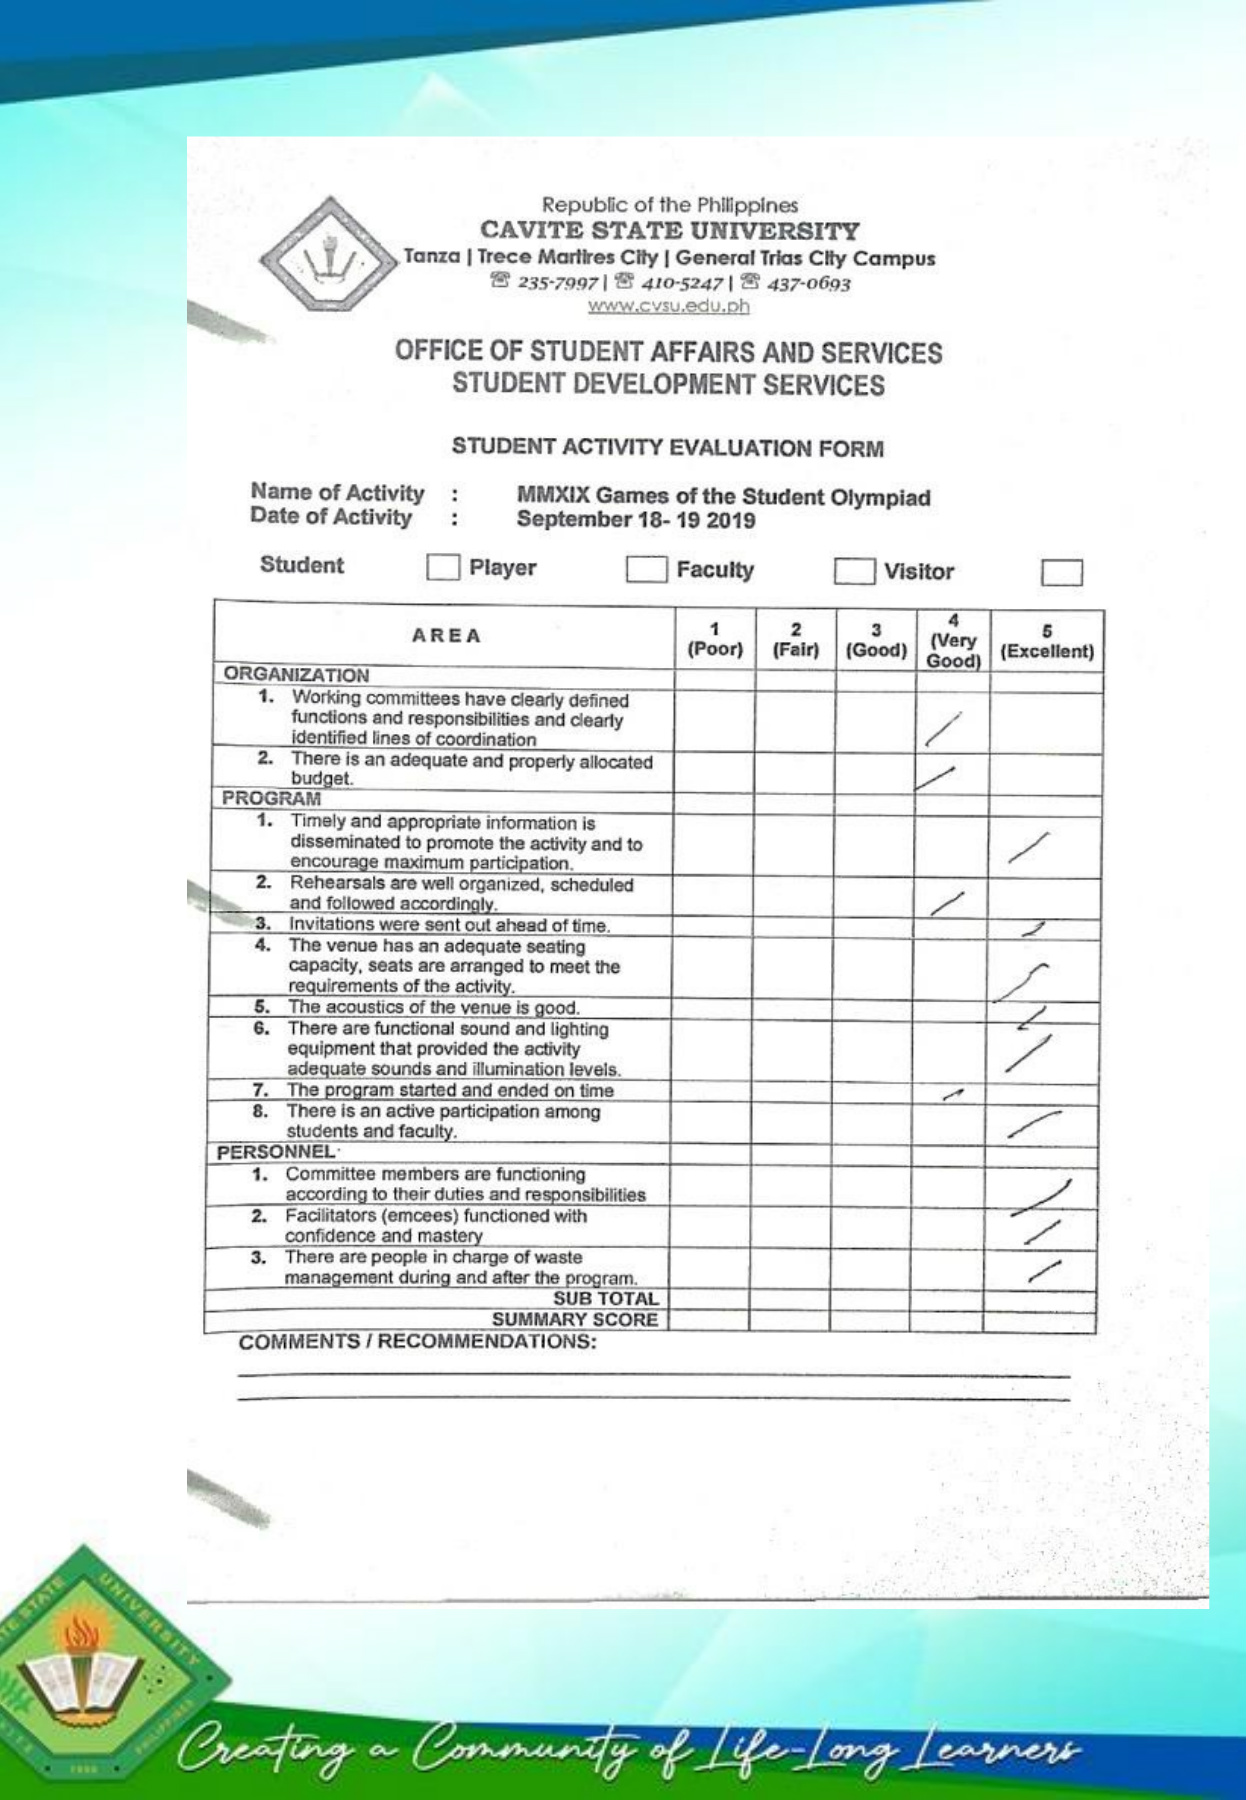 Republic of the Philippines
CAVITE STATE UNIVERSITY
Tanza | Trece Martires City | General Trias City Campus
☎ 235-7997 | ☎ 410-5247 | ☎ 437-0693
www.cvsu.edu.ph
OFFICE OF STUDENT AFFAIRS AND SERVICES
STUDENT DEVELOPMENT SERVICES
STUDENT ACTIVITY EVALUATION FORM
Name of Activity : MMXIX Games of the Student Olympiad
Date of Activity : September 18- 19 2019
Student Player Faculty Visitor
AREA 1 (Poor) 2 (Fair) 3 (Good) 4 (Very Good) 5 (Excellent)
ORGANIZATION
1. Working committees have clearly defined
functions and responsibilities and clearly
identified lines of coordination
2. There is an adequate and properly allocated
budget.
PROGRAM
1. Timely and appropriate information is
disseminated to promote the activity and to
encourage maximum participation.
2. Rehearsals are well organized, scheduled
and followed accordingly.
3. Invitations were sent out ahead of time.
4. The venue has an adequate seating
capacity, seats are arranged to meet the
requirements of the activity.
5. The acoustics of the venue is good.
6. There are functional sound and lighting
equipment that provided the activity
adequate sounds and illumination levels.
7. The program started and ended on time
8. There is an active participation among
students and faculty.
PERSONNEL
1. Committee members are functioning
according to their duties and responsibilities
2. Facilitators (emcees) functioned with
confidence and mastery
3. There are people in charge of waste
management during and after the program.
SUB TOTAL
SUMMARY SCORE
COMMENTS / RECOMMENDATIONS:
STATE UNIVERSITY
PHILIPPINES
Creating a Community of Life-Long Learners